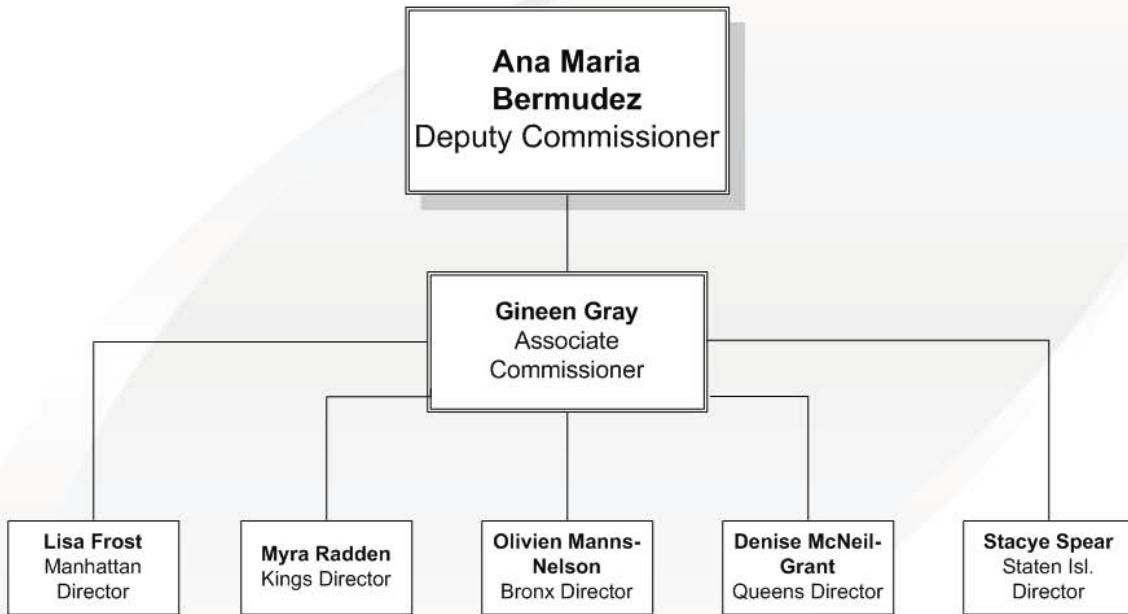 Ana Maria
Bermudez
Deputy Commissioner
Gineen Gray
Associate
Commissioner
Lisa Frost
Manhattan
Director
Myra Radden
Kings Director
Olivien Manns-
Nelson
Bronx Director
Denise McNeil-
Grant
Queens Director
Stacye Spear
Staten Isl.
Director